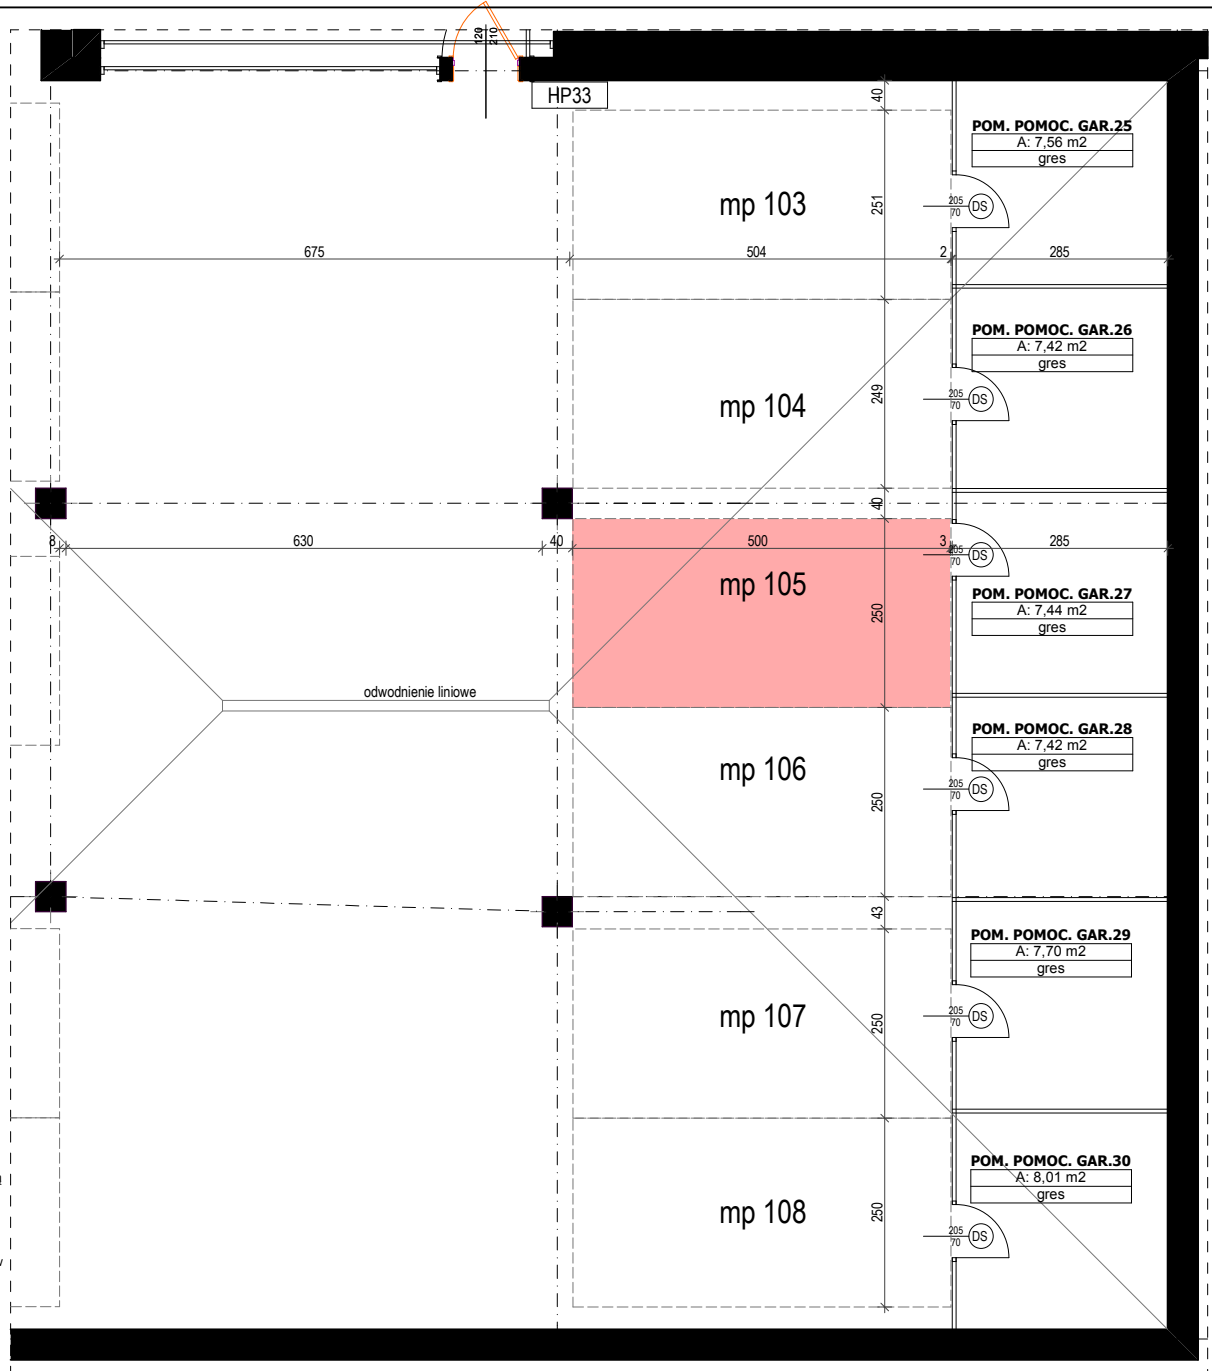 120
210
HP33
40
POM. POMOC. GAR.25
A: 7,56 m2
gres
mp 103
251
205
70
DS
675
504
2
285
POM. POMOC. GAR.26
A: 7,42 m2
gres
mp 104
249
205
70
DS
40
8
630
40
500
3
205
70
DS
285
mp 105
250
POM. POMOC. GAR.27
A: 7,44 m2
gres
odwodnienie liniowe
POM. POMOC. GAR.28
A: 7,42 m2
gres
mp 106
250
205
70
DS
43
POM. POMOC. GAR.29
A: 7,70 m2
gres
mp 107
250
205
70
DS
POM. POMOC. GAR.30
A: 8,01 m2
gres
mp 108
250
205
70
DS